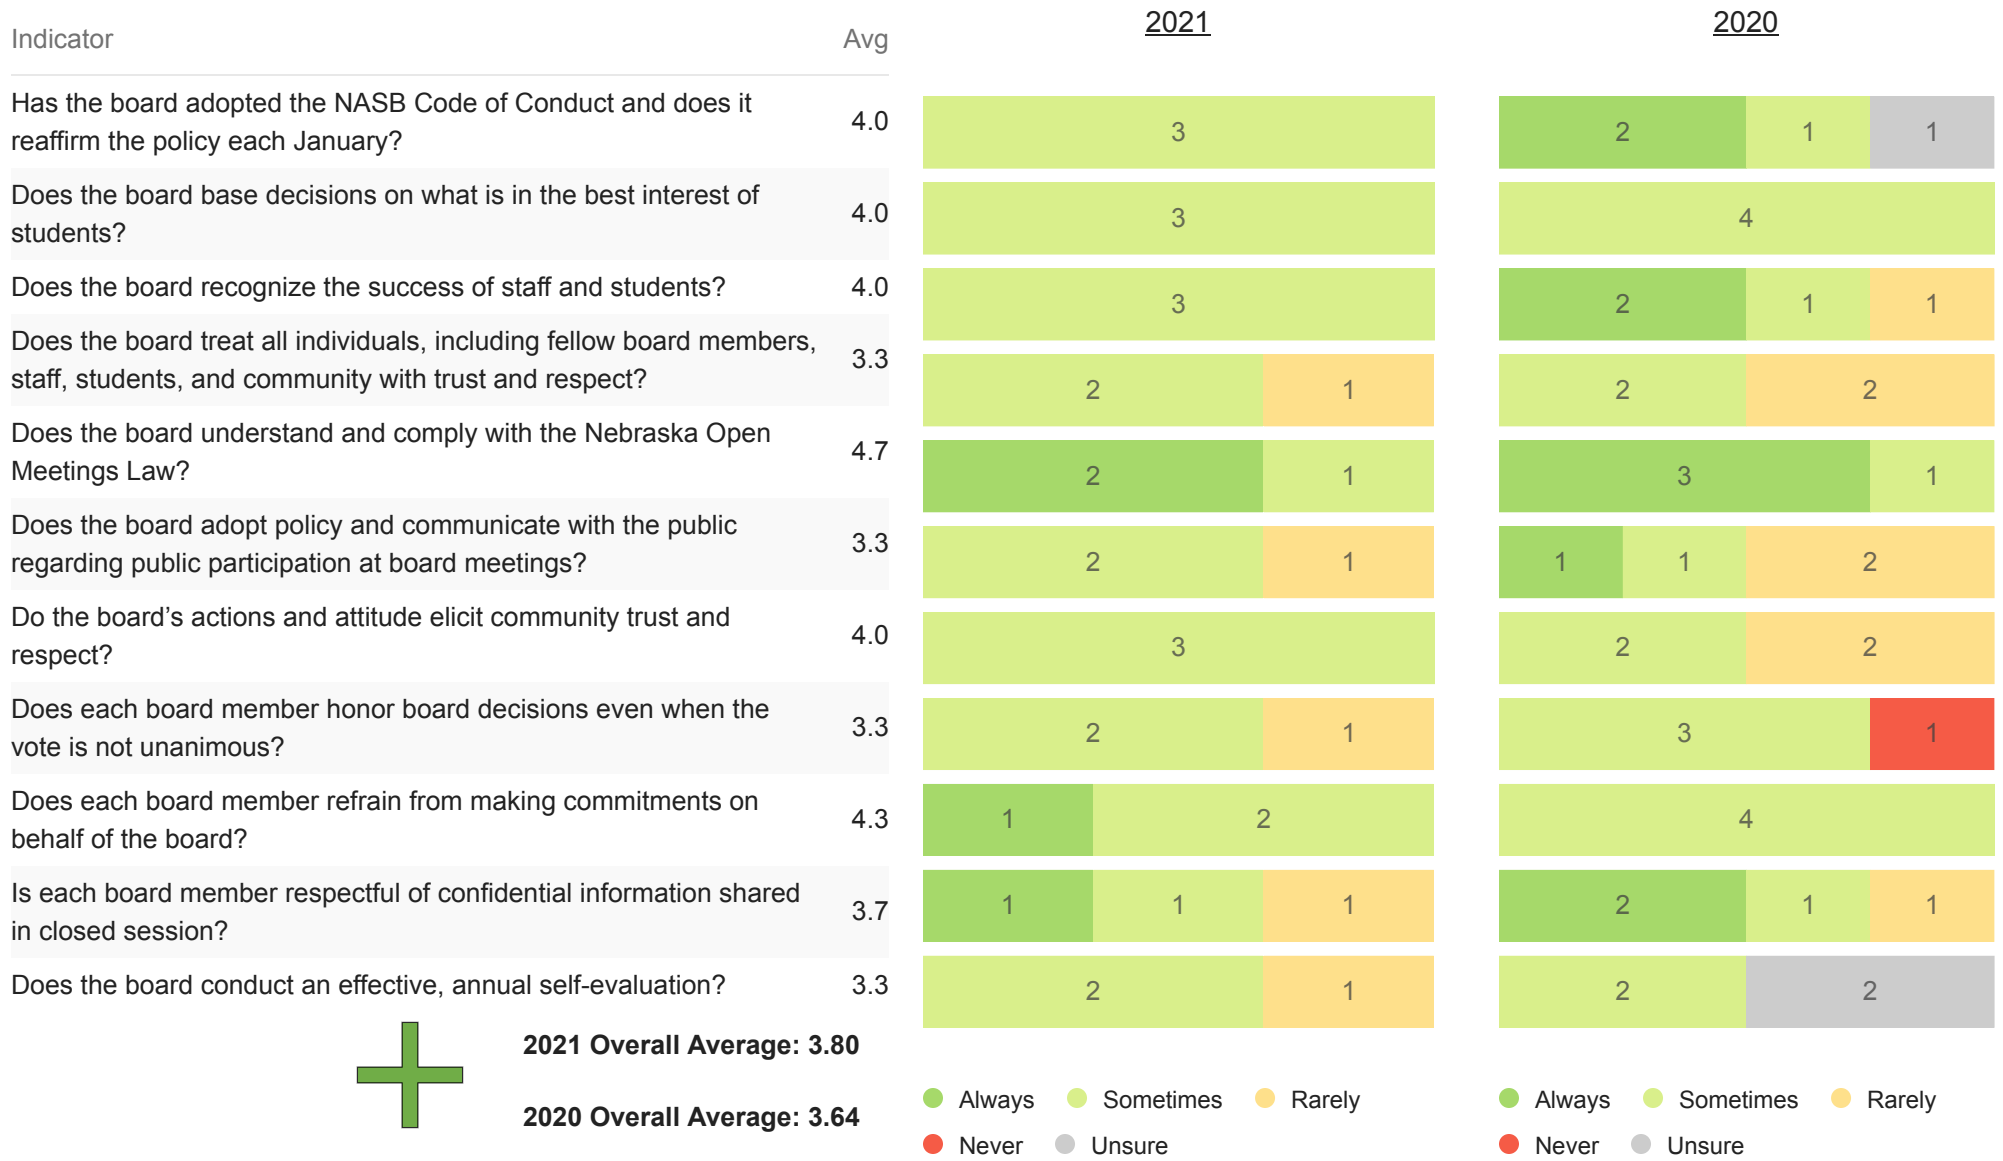 Indicator Avg 2021 2020
Has the board adopted the NASB Code of Conduct and does it
reaffirm the policy each January?
4.0
3
2 1 1
Does the board base decisions on what is in the best interest of
students?
4.0
3
4
Does the board recognize the success of staff and students? 4.0
3
2 1 1
Does the board treat all individuals, including fellow board members,
staff, students, and community with trust and respect?
3.3
2 1
2 2
Does the board understand and comply with the Nebraska Open
Meetings Law?
4.7
2 1
3 1
Does the board adopt policy and communicate with the public
regarding public participation at board meetings?
3.3
2 1
1 1 2
Do the board’s actions and attitude elicit community trust and
respect?
4.0
3
2 2
Does each board member honor board decisions even when the
vote is not unanimous?
3.3
2 1
3 1
Does each board member refrain from making commitments on
behalf of the board?
4.3
1 2
4
Is each board member respectful of confidential information shared
in closed session?
3.7
1 1 1
2 1 1
Does the board conduct an effective, annual self-evaluation? 3.3
2 1
2 2
2021 Overall Average: 3.80
2020 Overall Average: 3.64
Always Sometimes Rarely
Never Unsure
Always Sometimes Rarely
Never Unsure